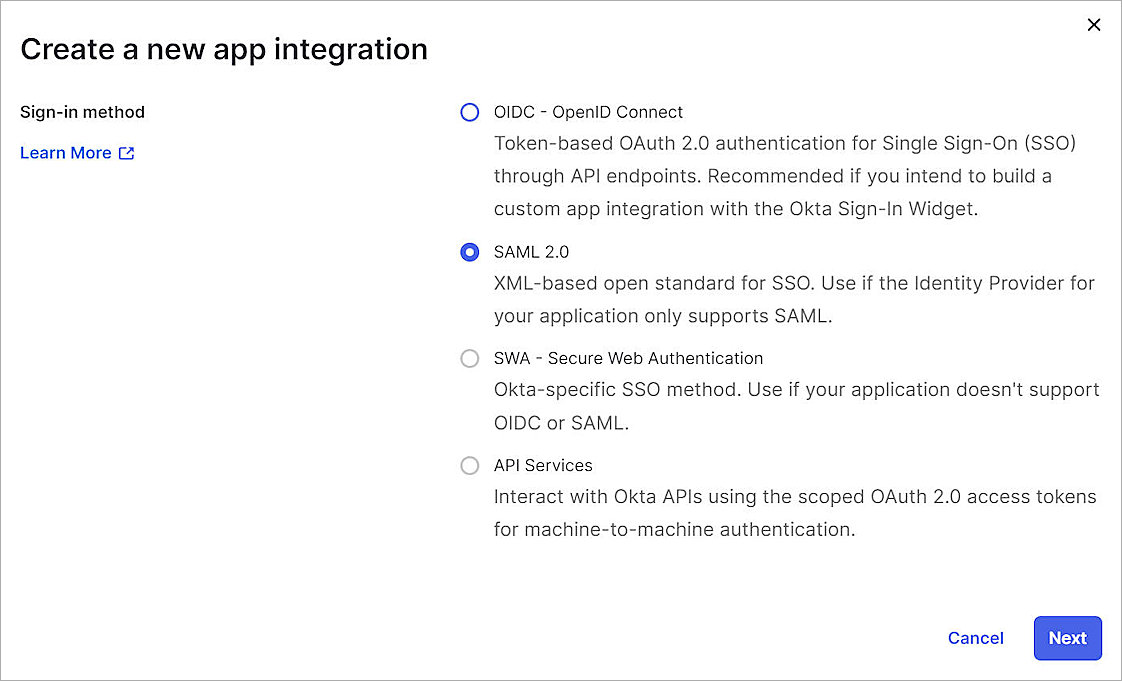 Create a new app integration
Sign-in method
Learn More
OIDC - OpenID Connect
Token-based OAuth 2.0 authentication for Single Sign-On (SSO)
through API endpoints. Recommended if you intend to build a
custom app integration with the Okta Sign-In Widget.
SAML 2.0
XML-based open standard for SSO. Use if the Identity Provider for
your application only supports SAML.
SWA - Secure Web Authentication
Okta-specific SSO method. Use if your application doesn't support
OIDC or SAML.
API Services
Interact with Okta APIs using the scoped OAuth 2.0 access tokens
for machine-to-machine authentication.
Cancel
Next